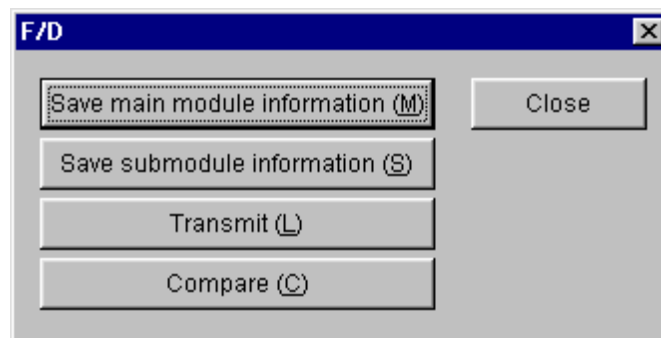 F/D
Save main module information (M)
Close
Save submodule information (S)
Transmit (L)
Compare (C)